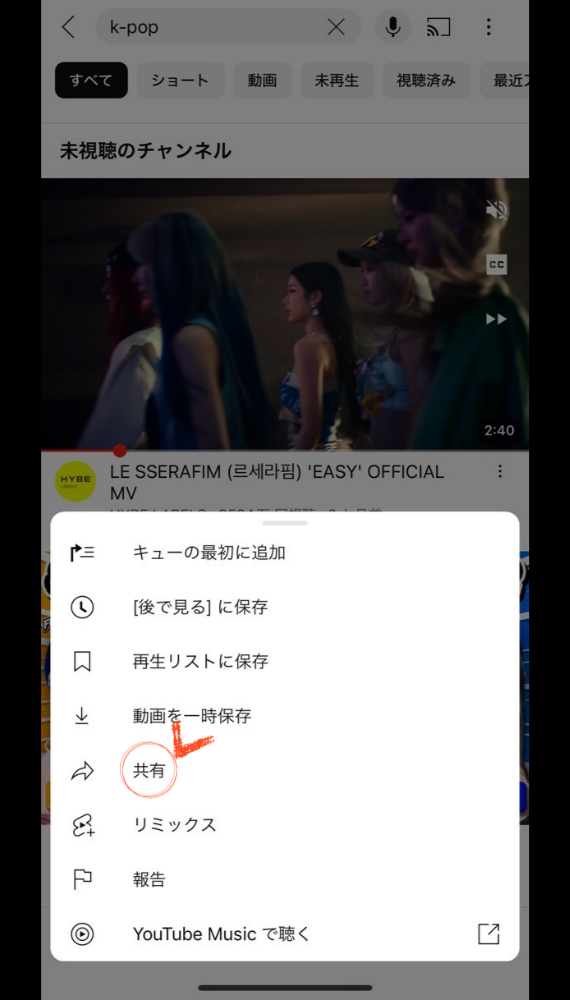 k-pop
すべて ショート 動画 未再生 視聴済み 最近
未視聴のチャンネル
CC
2:40
HYBE
LABELS
LE SSERAFIM (르세라핌) 'EASY' OFFICIAL
MV
キューの最初に追加
[後で見る] に保存
再生リストに保存
動画を一時保存
共有
リミックス
報告
YouTube Music で聴く